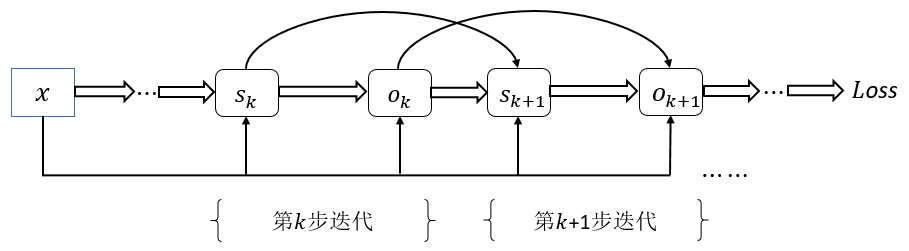 x ... s_k o_k s_{k+1} o_{k+1} ... Loss
... ...
第k步迭代 第k+1步迭代